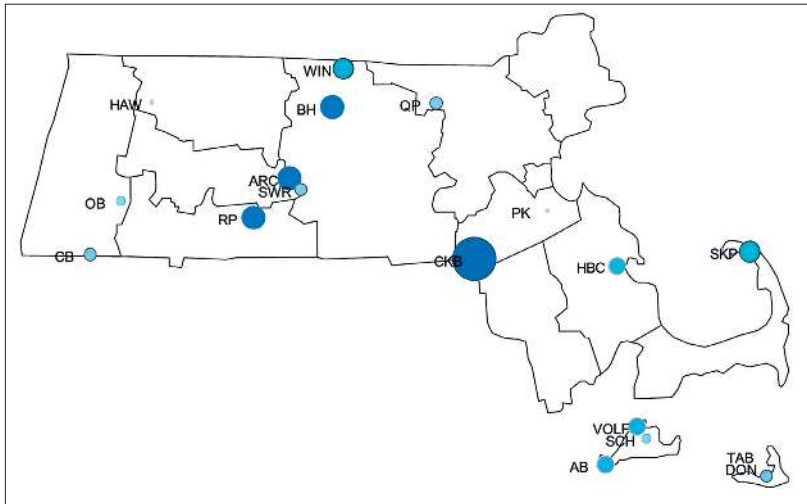 WIN
HAW
BH
QP
ARC
SWR
OB
RP
PK
CB
CKB
HBC
SKP
VOLF
SCH
AB
TAB
DON